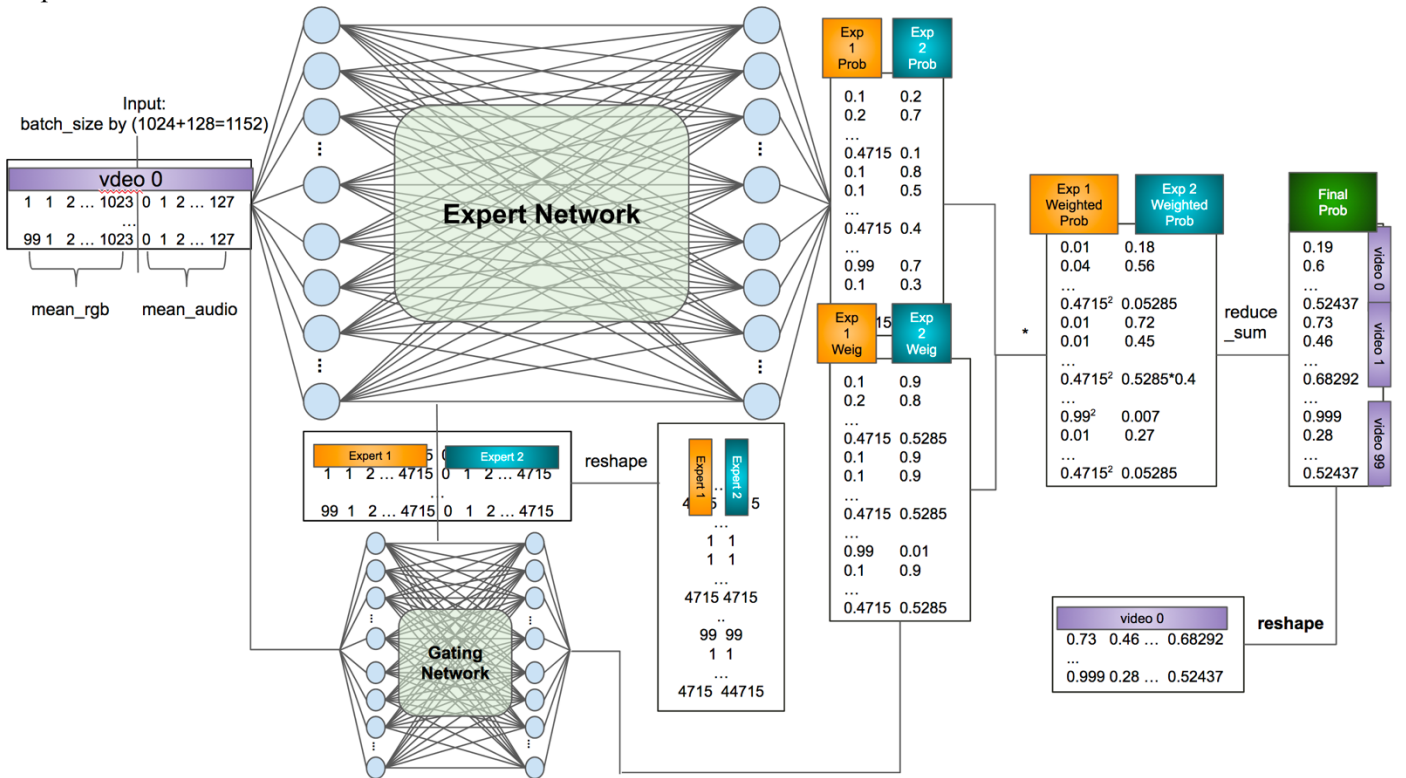 Input:
batch_size by (1024+128=1152)
vdeo 0
1 1 2 … 1023 0 1 2 … 127
…
99 1 2 … 1023 0 1 2 … 127
mean_rgb mean_audio
Expert Network
Exp 1 Prob
Exp 2 Prob
0.1 0.2
0.2 0.7
…
0.4715 0.1
0.1 0.8
0.1 0.5
…
0.4715 0.4
…
0.99 0.7
0.1 0.3
Exp 1 Weig
Exp 2 Weig
0.1 0.9
0.2 0.8
…
0.4715 0.5285
0.1 0.9
0.1 0.9
…
0.4715 0.5285
…
0.99 0.01
0.1 0.9
…
0.4715 0.5285
*
Exp 1 Weighted Prob
Exp 2 Weighted Prob
0.01 0.18
0.04 0.56
…
0.4715² 0.05285
0.01 0.72
0.01 0.45
…
0.4715² 0.5285*0.4
…
0.99² 0.007
0.01 0.27
…
0.4715² 0.05285
reduce
_sum
Final Prob
0.19
0.6
…
0.52437
0.73
0.46
…
0.68292
…
0.999
0.28
…
0.52437
video 0
video 1
video 99
Expert 1 Expert 2
1 1 2 … 4715 0 1 2 … 4715
…
99 1 2 … 4715 0 1 2 … 4715
reshape
Expert 1
Expert 2
…
1 1
1 1
…
4715 4715
..
99 99
1 1
…
4715 44715
Gating
Network
video 0
0.73 0.46 … 0.68292
…
0.999 0.28 … 0.52437
reshape